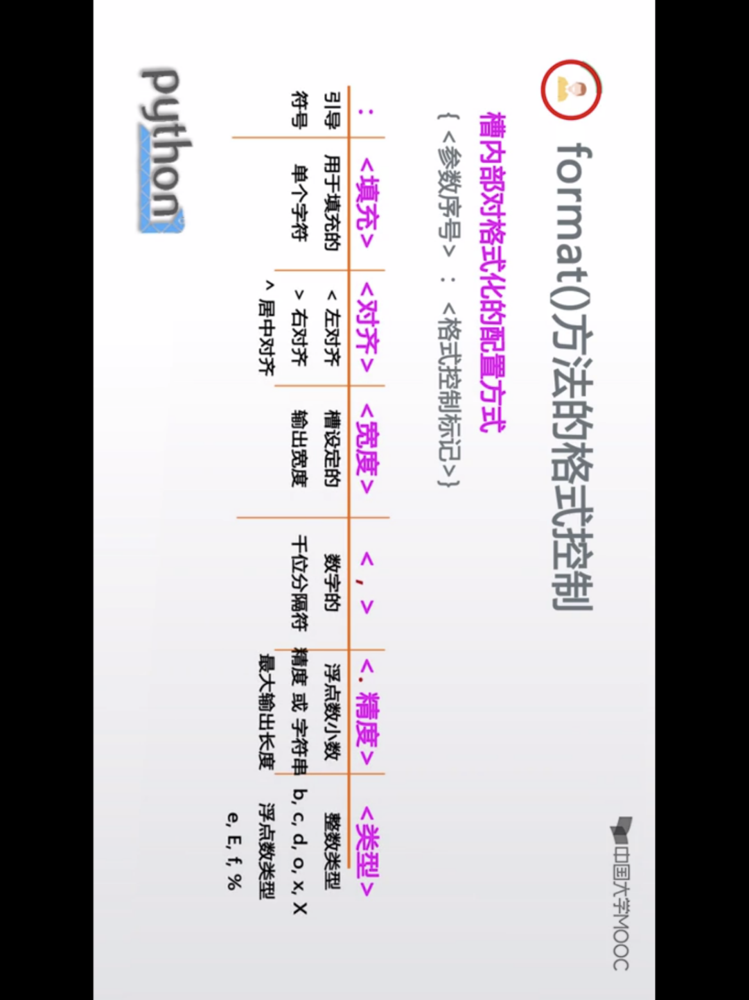 中国大学MOOC
format()方法的格式控制
槽内部对格式化的配置方式
{ <参数序号> : <格式控制标记>}
: <填充> <对齐> <宽度> < , > < . 精度> <类型>
引导 用于填充的 < 左对齐 槽设定的 数字的 浮点数小数 整数类型
符号 单个字符 > 右对齐 输出宽度 千位分隔符 精度 或 字符串 b, c, d, o, x, X
^ 居中对齐 最大输出长度 浮点数类型
e, E, f, %
python